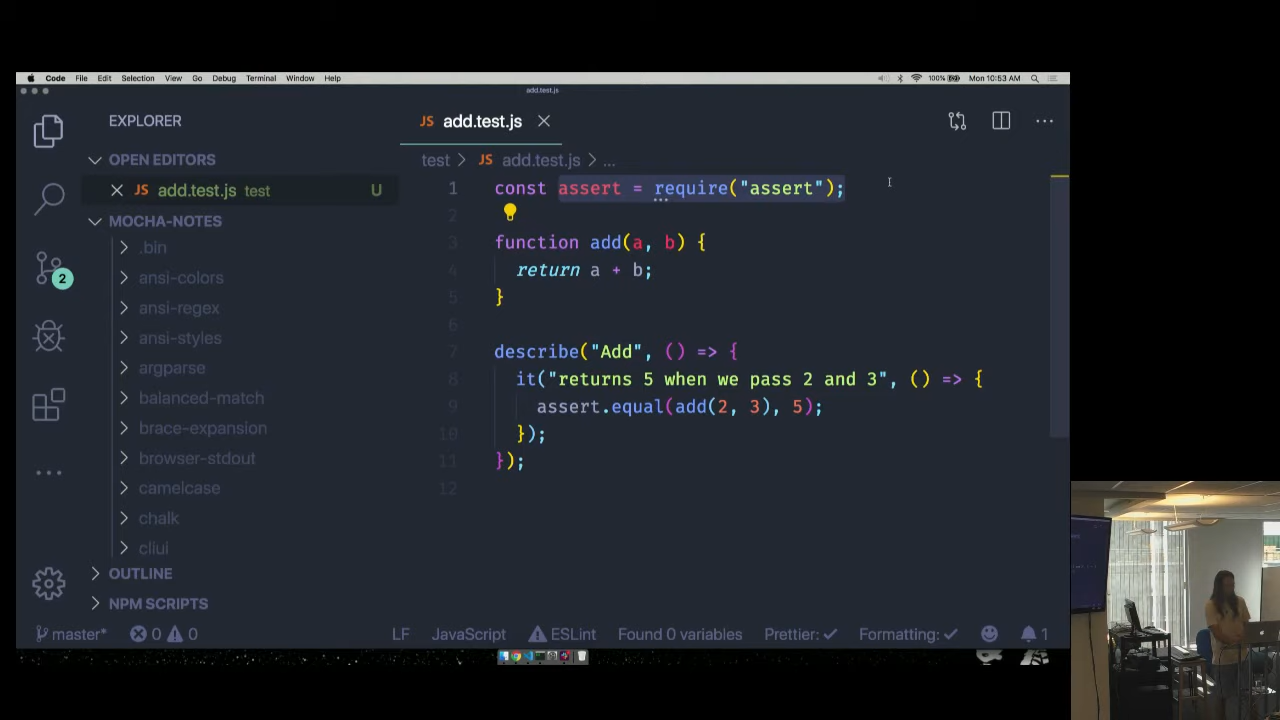 Code File Edit Selection View Go Debug Terminal Window Help 100% Mon 10:53 AM
add.test.js
EXPLORER
OPEN EDITORS
JS add.test.js test U
MOCHA-NOTES
.bin
ansi-colors
ansi-regex
ansi-styles
argparse
balanced-match
brace-expansion
browser-stdout
camelcase
chalk
cliui
OUTLINE
NPM SCRIPTS
2
JS add.test.js
test > JS add.test.js > ...
1 const assert = require("assert");
2
3 function add(a, b) {
4 return a + b;
5 }
6
7 describe("Add", () => {
8 it("returns 5 when we pass 2 and 3", () => {
9 assert.equal(add(2, 3), 5);
10 });
11 });
12
master* 0 0 LF JavaScript ESLint Found 0 variables Prettier: Formatting: 1